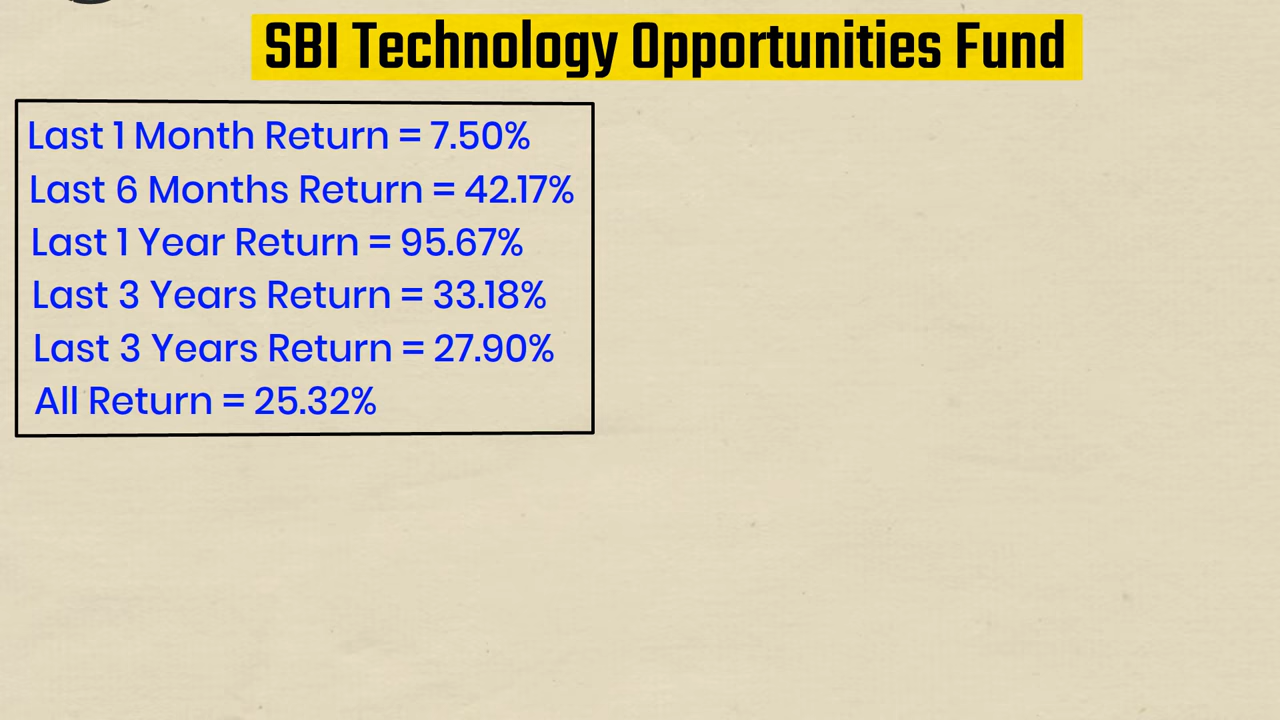 SBI Technology Opportunities Fund
Last 1 Month Return = 7.50%
Last 6 Months Return = 42.17%
Last 1 Year Return = 95.67%
Last 3 Years Return = 33.18%
Last 3 Years Return = 27.90%
All Return = 25.32%